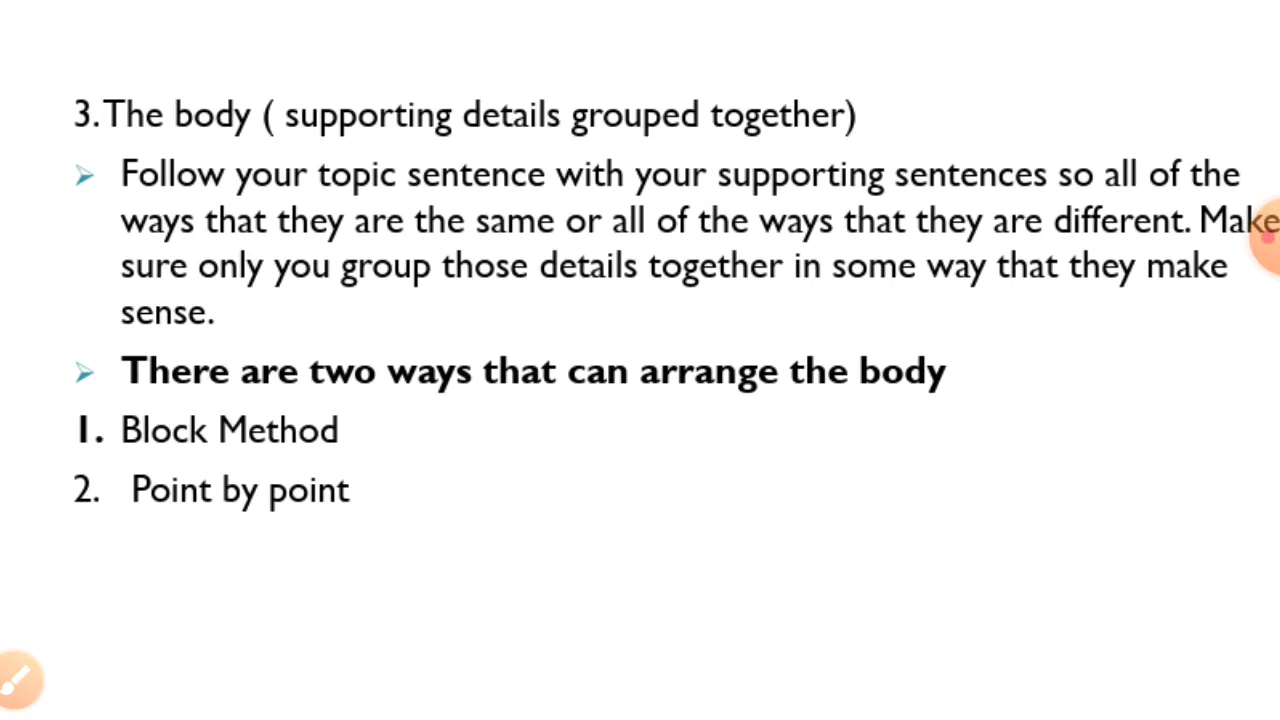 3.The body ( supporting details grouped together)
Follow your topic sentence with your supporting sentences so all of the
ways that they are the same or all of the ways that they are different. Make
sure only you group those details together in some way that they make
sense.
There are two ways that can arrange the body
1. Block Method
2. Point by point